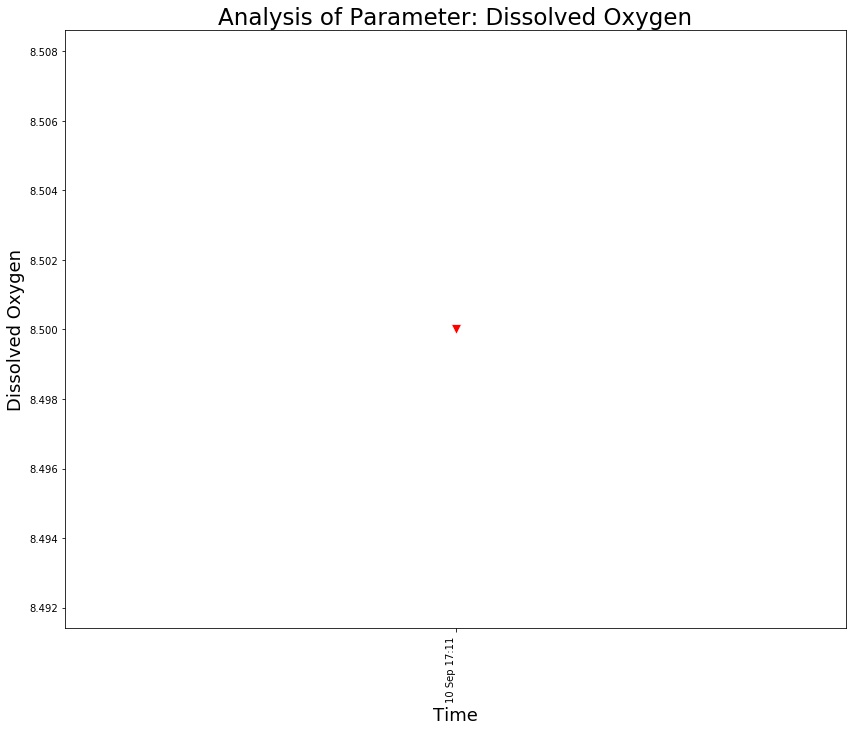 Analysis of Parameter: Dissolved Oxygen
8.508
8.506
8.504
8.502
8.500
8.498
8.496
8.494
8.492
Dissolved Oxygen
10 Sep 17:11
Time